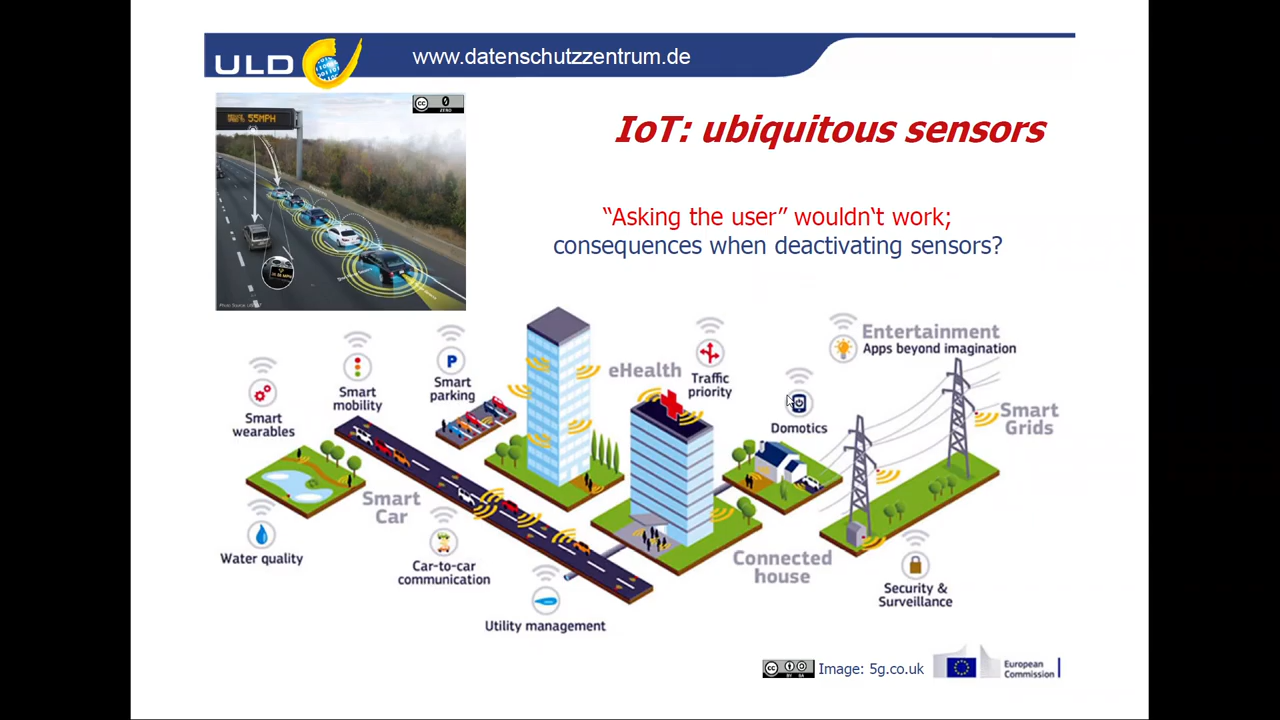 ULD
www.datenschutzzentrum.de
55MPH
IoT: ubiquitous sensors
“Asking the user” wouldn‘t work;
consequences when deactivating sensors?
Smart
wearables
Smart
mobility
Smart
parking
eHealth
Traffic
priority
Domotics
Entertainment
Apps beyond imagination
Smart
Grids
Smart
Car
Water quality
Car-to-car
communication
Utility management
Connected
house
Security &
Surveillance
Image: 5g.co.uk
European
Commission